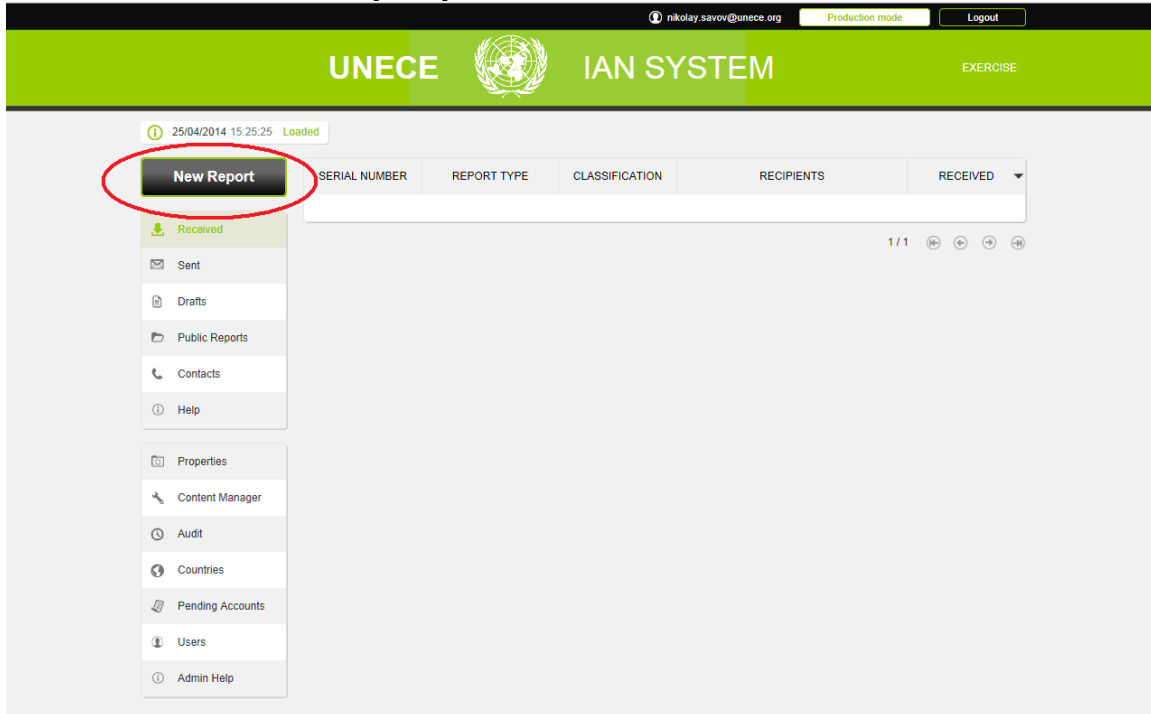 nikolay.savov@unece.org Production mode Logout
UNECE IAN SYSTEM EXERCISE
25/04/2014 15:25:25 Loaded
New Report
SERIAL NUMBER REPORT TYPE CLASSIFICATION RECIPIENTS RECEIVED
1 / 1
Received
Sent
Drafts
Public Reports
Contacts
Help
Properties
Content Manager
Audit
Countries
Pending Accounts
Users
Admin Help